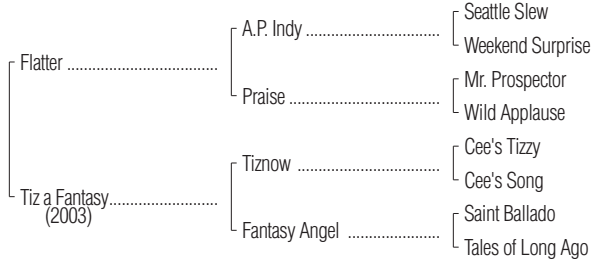 Seattle Slew
A.P. Indy ................................
Weekend Surprise
Flatter ....................................
Mr. Prospector
Praise ....................................
Wild Applause
Cee's Tizzy
Tiznow ..................................
Cee's Song
Tiz a Fantasy..........................
(2003)
Saint Ballado
Fantasy Angel ......................
Tales of Long Ago